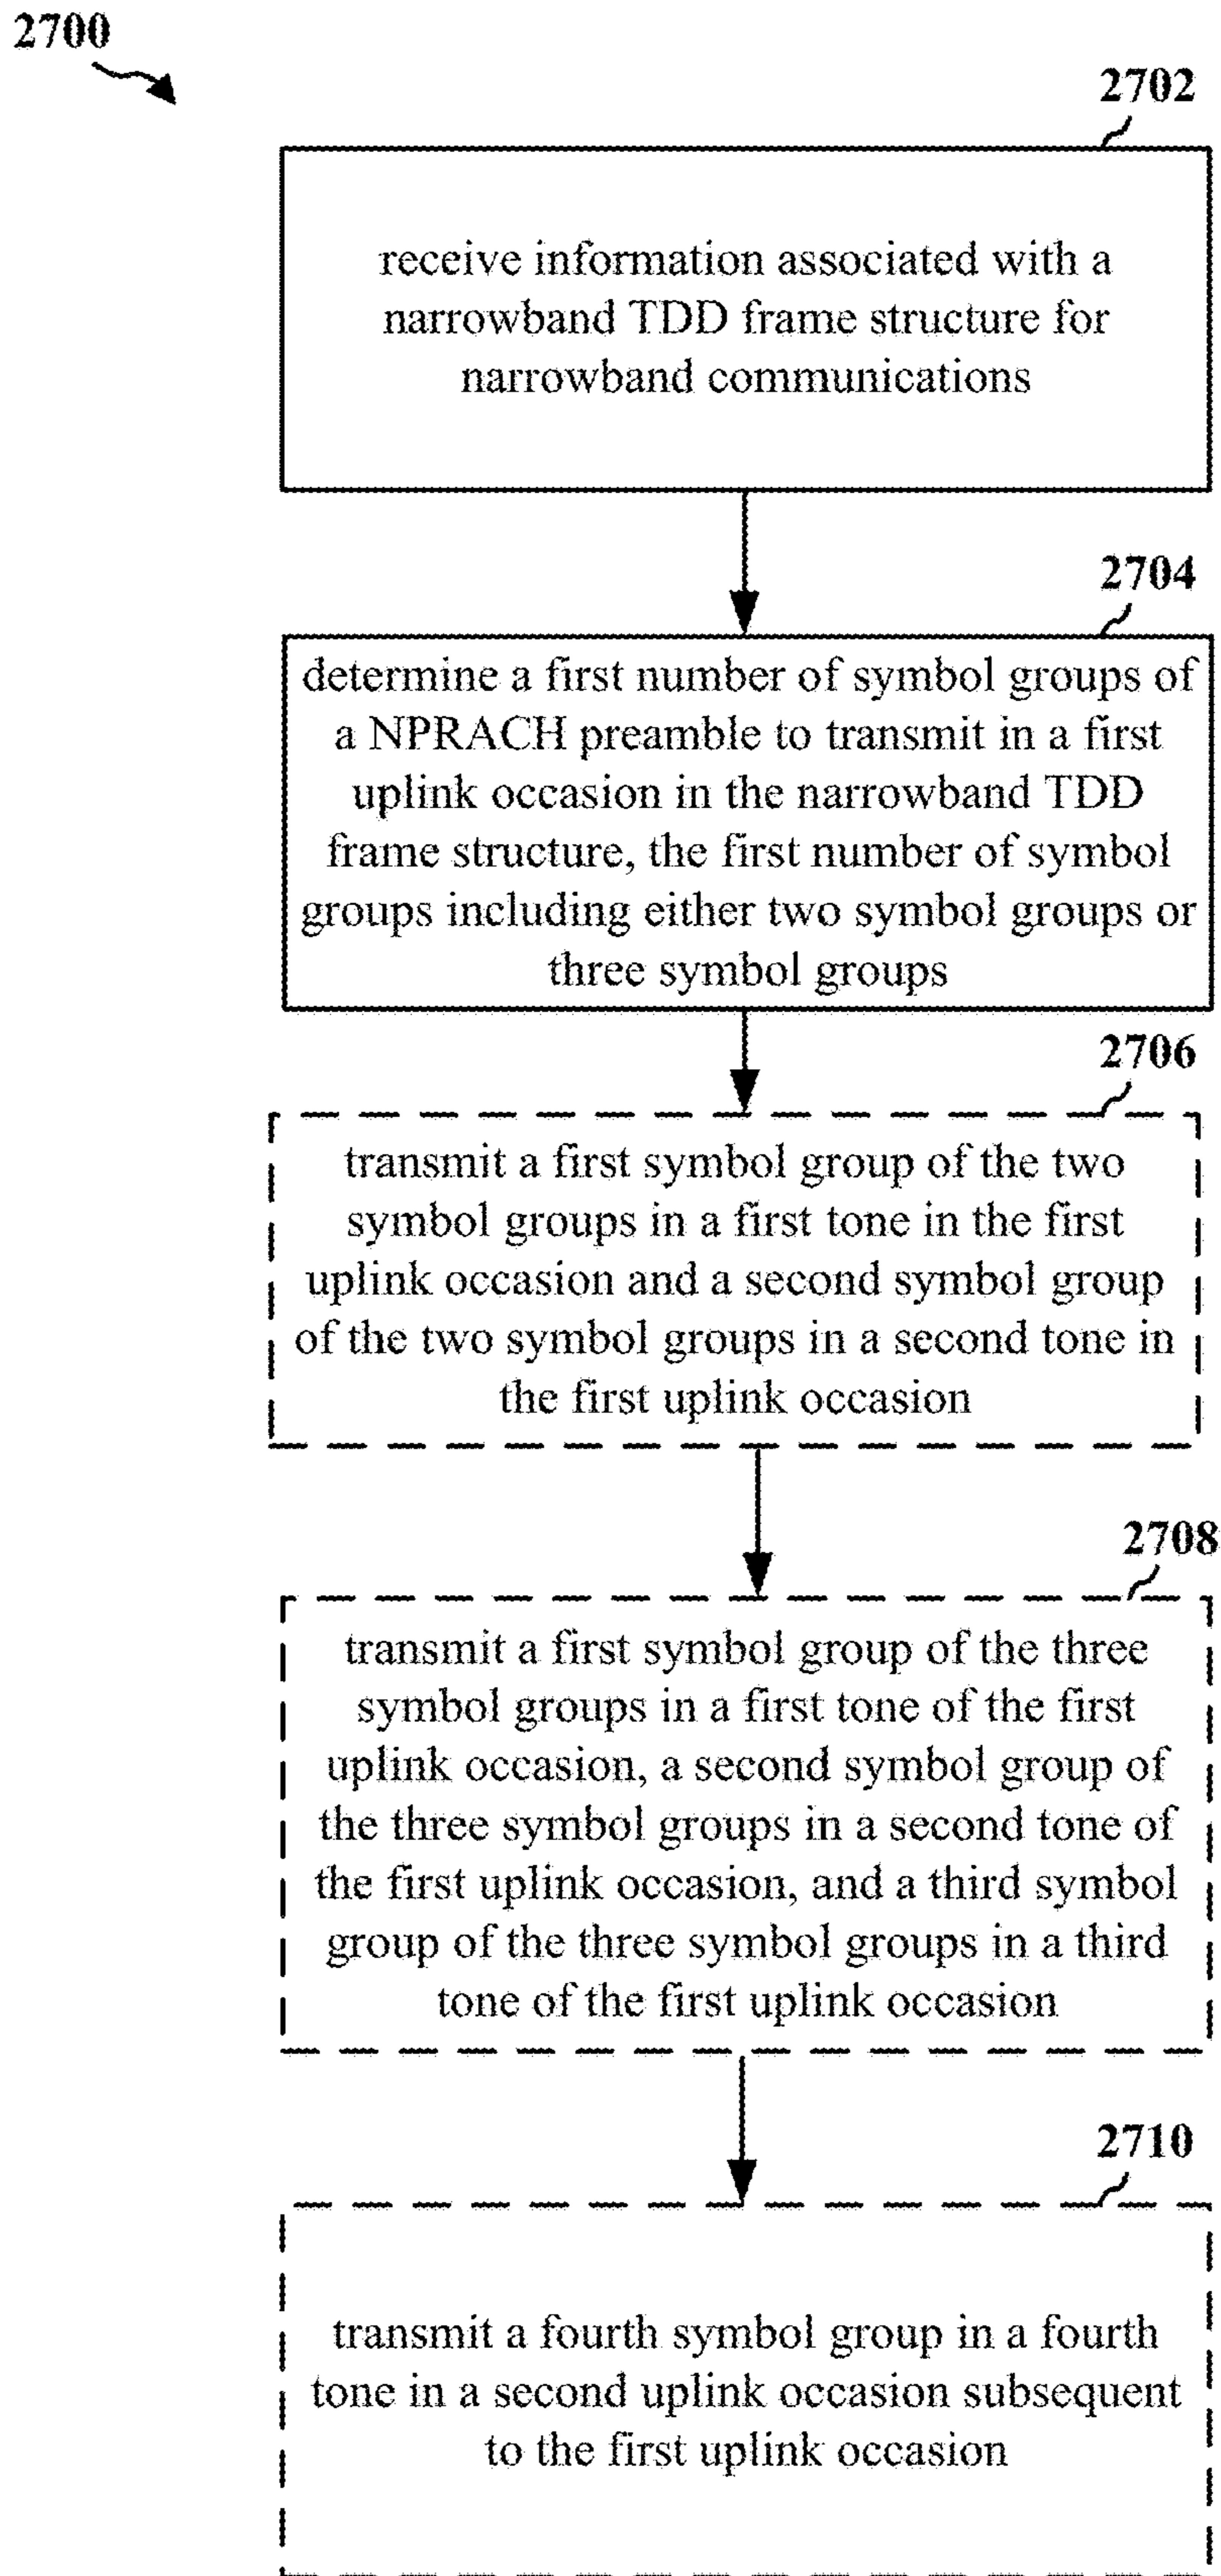 2700
2702
receive information associated with a
narrowband TDD frame structure for
narrowband communications
2704
determine a first number of symbol groups of
a NPRACH preamble to transmit in a first
uplink occasion in the narrowband TDD
frame structure, the first number of symbol
groups including either two symbol groups or
three symbol groups
2706
transmit a first symbol group of the two
symbol groups in a first tone in the first
uplink occasion and a second symbol group
of the two symbol groups in a second tone in
the first uplink occasion
2708
transmit a first symbol group of the three
symbol groups in a first tone of the first
uplink occasion, a second symbol group of
the three symbol groups in a second tone of
the first uplink occasion, and a third symbol
group of the three symbol groups in a third
tone of the first uplink occasion
2710
transmit a fourth symbol group in a fourth
tone in a second uplink occasion subsequent
to the first uplink occasion